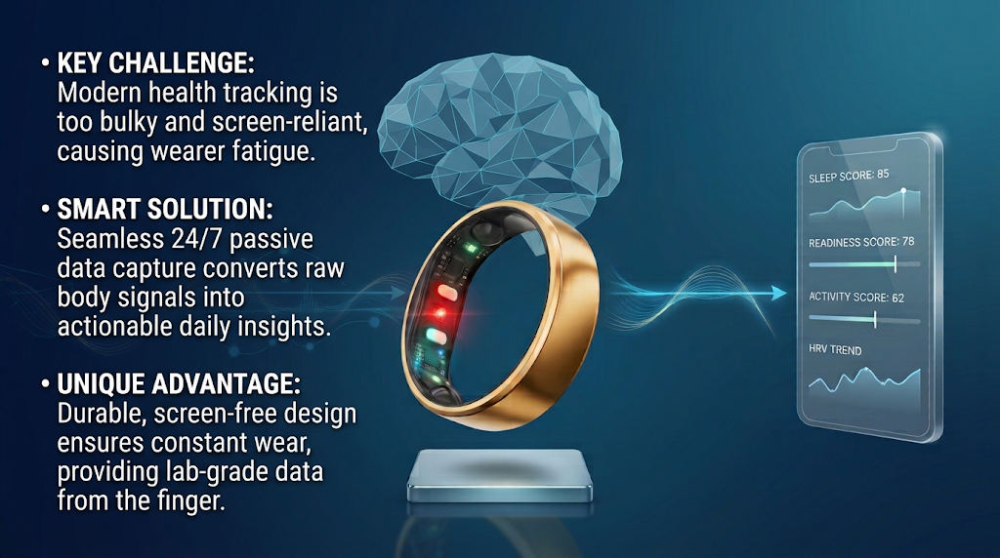 • KEY CHALLENGE:
Modern health tracking is
too bulky and screen-reliant,
causing wearer fatigue.
• SMART SOLUTION:
Seamless 24/7 passive
data capture converts raw
body signals into
actionable daily insights.
• UNIQUE ADVANTAGE:
Durable, screen-free design
ensures constant wear,
providing lab-grade data
from the finger.
SLEEP SCORE: 85
READINESS SCORE: 78
ACTIVITY SCORE: 62
HRV TREND